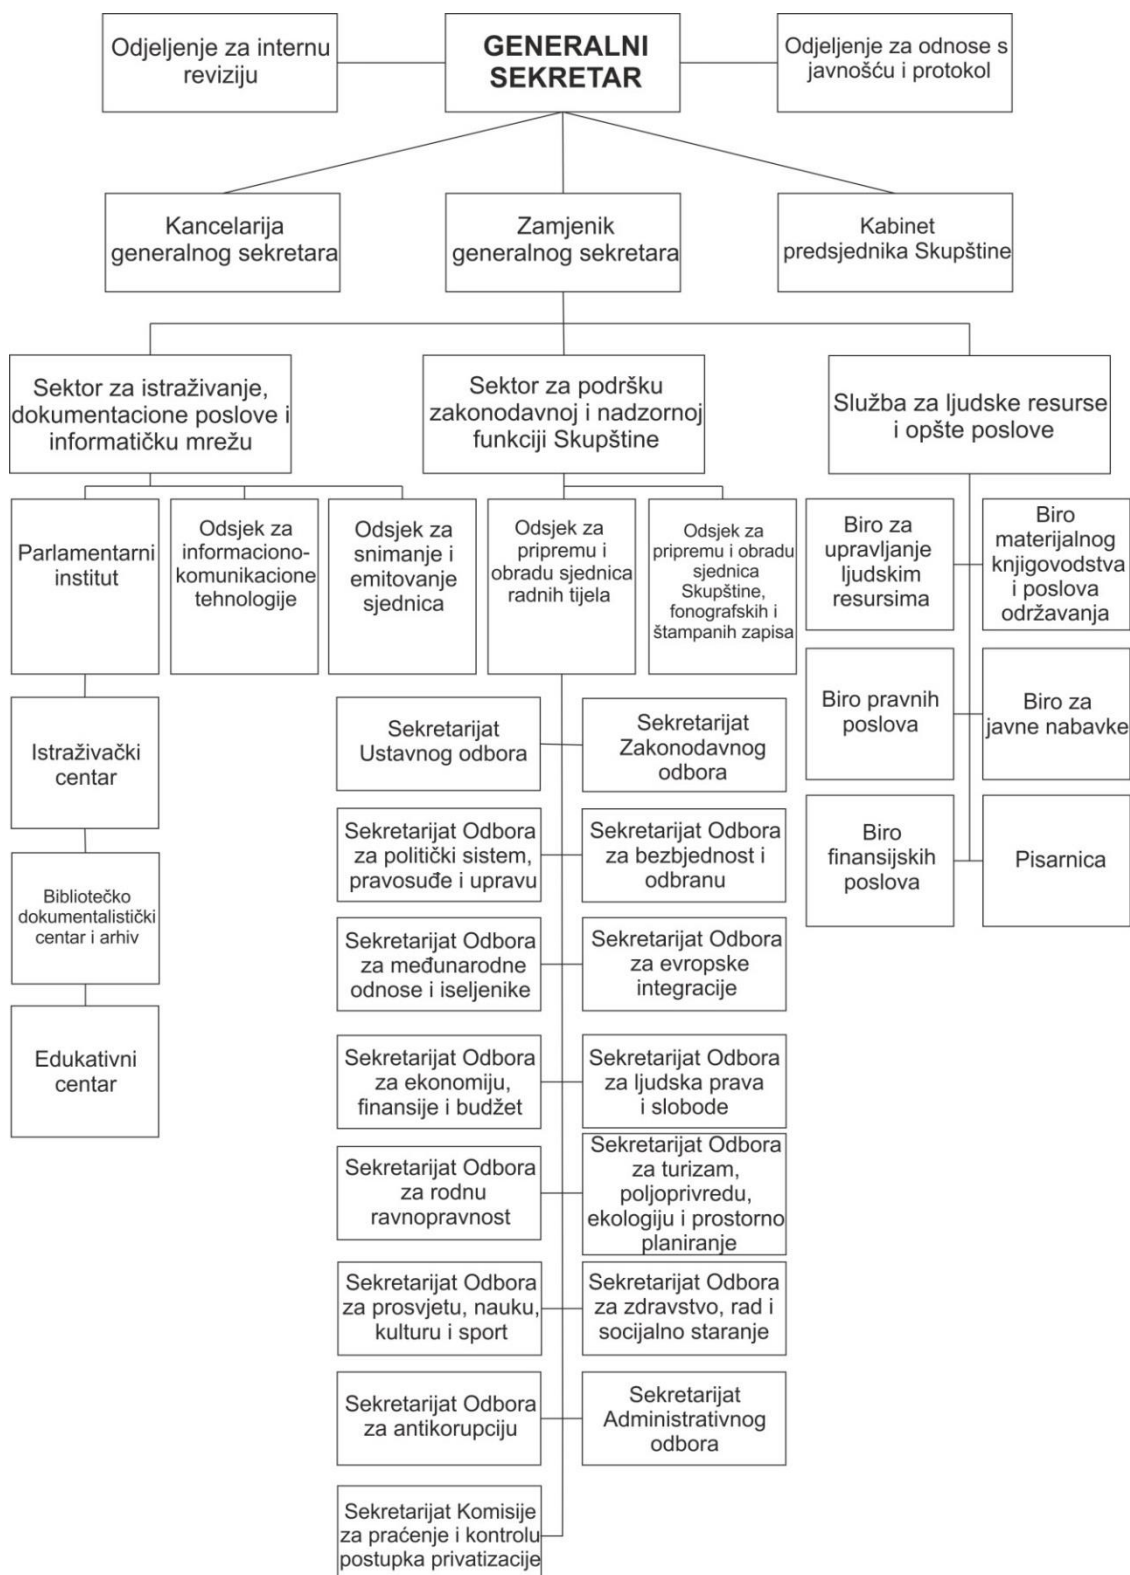 Odjeljenje za internu
reviziju
GENERALNI
SEKRETAR
Odjeljenje za odnose s
javnošću i protokol
Kancelarija
generalnog sekretara
Zamjenik
generalnog sekretara
Kabinet
predsjednika Skupštine
Sektor za istraživanje,
dokumentacione poslove i
informatičku mrežu
Sektor za podršku
zakonodavnoj i nadzornoj
funkciji Skupštine
Služba za ljudske resurse
i opšte poslove
Parlamentarni
institut
Odsjek za
informaciono-
komunikacione
tehnologije
Odsjek za
snimanje i
emitovanje
sjednica
Odsjek za
pripremu i
obradu sjednica
radnih tijela
Odsjek za
pripremu i obradu
sjednica
Skupštine,
fonografskih i
štampanih zapisa
Biro za
upravljanje
ljudskim
resursima
Biro
materijalnog
knjigovodstva
i poslova
održavanja
Istraživački
centar
Bibliotečko
dokumentalistički
centar i arhiv
Edukativni
centar
Sekretarijat
Ustavnog odbora
Sekretarijat
Zakonodavnog
odbora
Sekretarijat Odbora
za politički sistem,
pravosuđe i upravu
Sekretarijat Odbora
za bezbjednost i
odbranu
Sekretarijat Odbora
za međunarodne
odnose i iseljenike
Sekretarijat Odbora
za evropske
integracije
Sekretarijat Odbora
za ekonomiju,
finansije i budžet
Sekretarijat Odbora
za ljudska prava
i slobode
Sekretarijat Odbora
za rodnu
ravnopravnost
Sekretarijat Odbora
za turizam,
poljoprivredu,
ekologiju i prostorno
planiranje
Sekretarijat Odbora
za prosvjetu, nauku,
kulturu i sport
Sekretarijat Odbora
za zdravstvo, rad i
socijalno staranje
Sekretarijat Odbora
za antikorupciju
Sekretarijat
Administrativnog
odbora
Sekretarijat Komisije
za praćenje i kontrolu
postupka privatizacije
Biro pravnih
poslova
Biro za
javne nabavke
Biro
finansijskih
poslova
Pisarnica